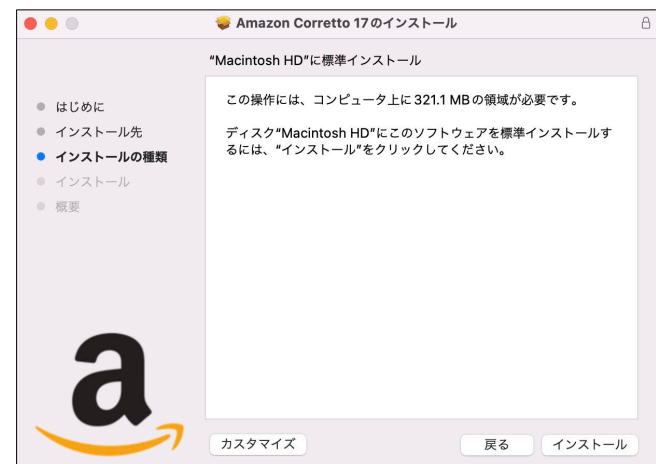 Amazon Corretto 17のインストール
"Macintosh HD"に標準インストール
はじめに
インストール先
インストールの種類
インストール
概要
この操作には、コンピュータ上に321.1 MBの領域が必要です。
ディスク“Macintosh HD”にこのソフトウェアを標準インストールす
るには、“インストール”をクリックしてください。
a
カスタマイズ
戻る
インストール